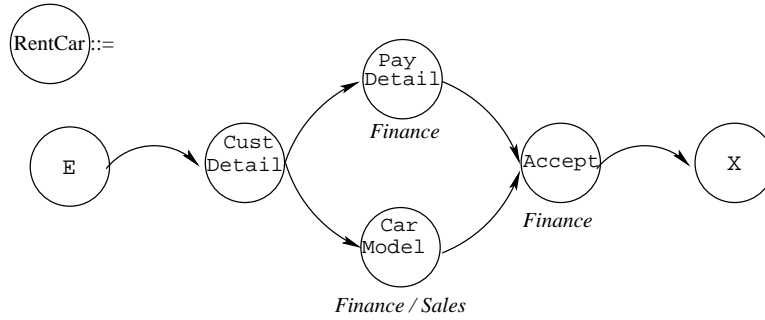 RentCar ::=
Pay
Detail
Finance
E
Cust
Detail
Accept
Finance
X
Car
Model
Finance / Sales